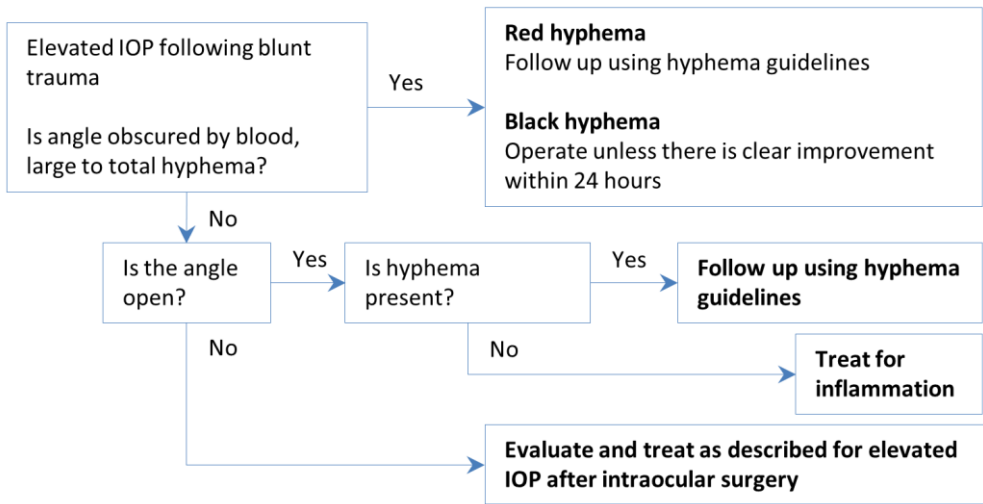 Elevated IOP following blunt
trauma
Is angle obscured by blood,
large to total hyphema?
Yes
Red hyphema
Follow up using hyphema guidelines
Black hyphema
Operate unless there is clear improvement
within 24 hours
No
Is the angle
open?
Yes
Is hyphema
present?
Yes
Follow up using hyphema
guidelines
No
No
Treat for
inflammation
Evaluate and treat as described for elevated
IOP after intraocular surgery